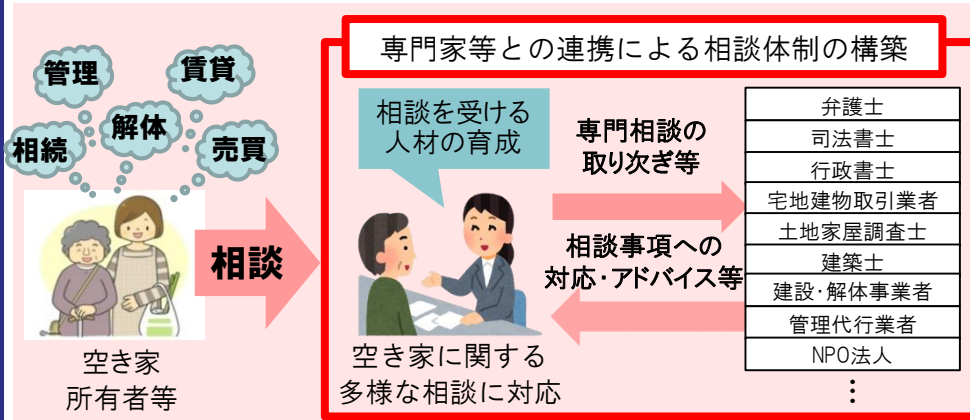 専門家等との連携による相談体制の構築
管理
賃貸
相続
解体
売買
相談
空き家
所有者等
相談を受ける
人材の育成
空き家に関する
多様な相談に対応
専門相談の
取り次ぎ等
相談事項への
対応・アドバイス等
弁護士
司法書士
行政書士
宅地建物取引業者
土地家屋調査士
建築士
建設・解体事業者
管理代行業者
NPO法人
⋮